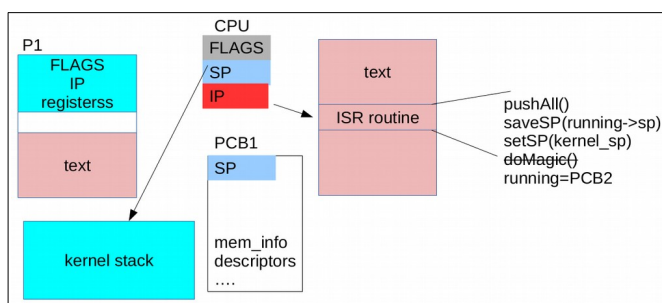 P1
FLAGS
IP
registerss
text
kernel stack
CPU
FLAGS
SP
IP
PCB1
SP
mem_info
descriptors
....
text
ISR routine
pushAll()
saveSP(running->sp)
setSP(kernel_sp)
doMagic()
running=PCB2